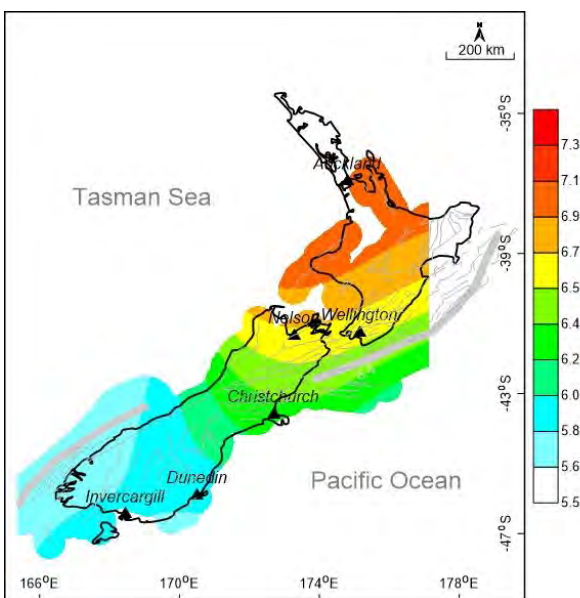 N
200 km
-35°S
Auckland
Tasman Sea
7.3
7.1
6.9
-39°S
6.7
6.5
Nelson Wellington
6.4
6.2
Christchurch
-43°S
6.0
5.8
Dunedin
Pacific Ocean
Invercargill
5.6
5.5
-47°S
166°E
170°E
174°E
178°E